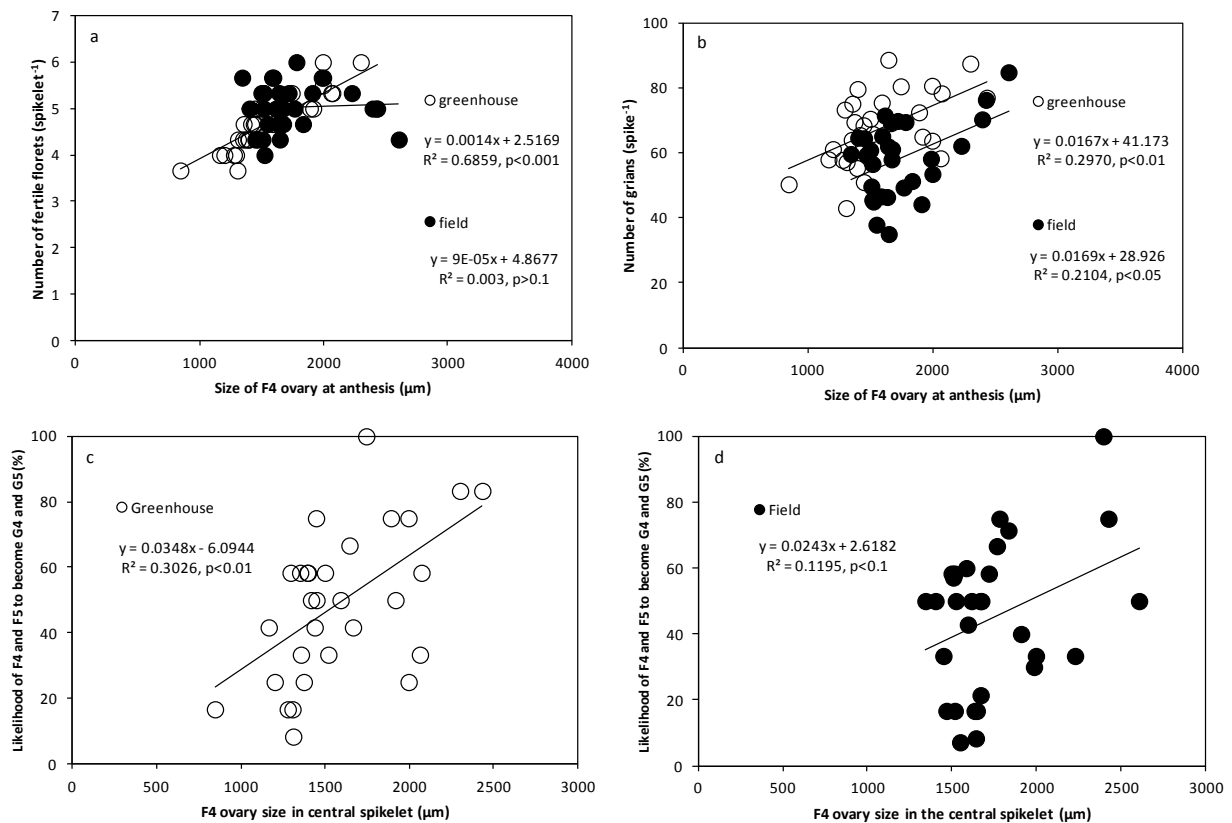 a
Number of fertile florets (spikelet⁻¹)
7
6
5
4
3
2
1
0
greenhouse
y = 0.0014x + 2.5169
R² = 0.6859, p<0.001
field
y = 9E-05x + 4.8677
R² = 0.003, p>0.1
0 1000 2000 3000 4000
Size of F4 ovary at anthesis (µm)
b
Number of grians (spike⁻¹)
100
80
60
40
20
0
greenhouse
y = 0.0167x + 41.173
R² = 0.2970, p<0.01
field
y = 0.0169x + 28.926
R² = 0.2104, p<0.05
0 1000 2000 3000 4000
Size of F4 ovary at anthesis (µm)
c
Likelihood of F4 and F5 to become G4 and G5 (%)
100
80
60
40
20
0
Greenhouse
y = 0.0348x - 6.0944
R² = 0.3026, p<0.01
0 500 1000 1500 2000 2500 3000
F4 ovary size in central spikelet (µm)
d
Likelihood of F4 and F5 to become G4 and G5 (%)
100
80
60
40
20
0
Field
y = 0.0243x + 2.6182
R² = 0.1195, p<0.1
0 500 1000 1500 2000 2500 3000
F4 ovary size in the central spikelet (µm)